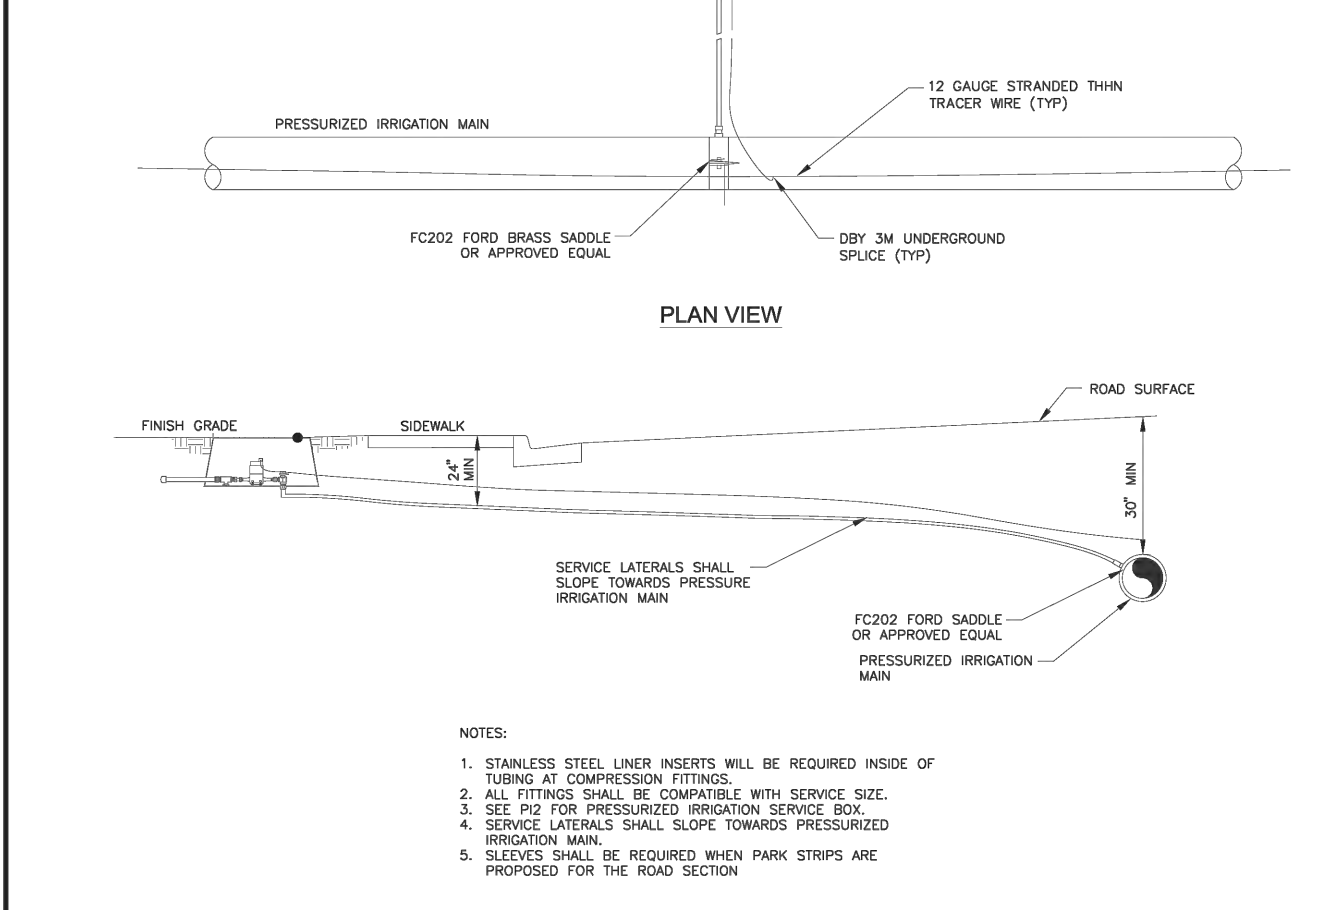 12 GAUGE STRANDED THHN
TRACER WIRE (TYP)
PRESSURIZED IRRIGATION MAIN
FC202 FORD BRASS SADDLE
OR APPROVED EQUAL
DBY 3M UNDERGROUND
SPLICE (TYP)
PLAN VIEW
ROAD SURFACE
FINISH GRADE
SIDEWALK
24"
MIN
30" MIN
SERVICE LATERALS SHALL
SLOPE TOWARDS PRESSURE
IRRIGATION MAIN
FC202 FORD SADDLE
OR APPROVED EQUAL
PRESSURIZED IRRIGATION
MAIN
NOTES:
1. STAINLESS STEEL LINER INSERTS WILL BE REQUIRED INSIDE OF
TUBING AT COMPRESSION FITTINGS.
2. ALL FITTINGS SHALL BE COMPATIBLE WITH SERVICE SIZE.
3. SEE PI2 FOR PRESSURIZED IRRIGATION SERVICE BOX.
4. SERVICE LATERALS SHALL SLOPE TOWARDS PRESSURIZED
IRRIGATION MAIN.
5. SLEEVES SHALL BE REQUIRED WHEN PARK STRIPS ARE
PROPOSED FOR THE ROAD SECTION